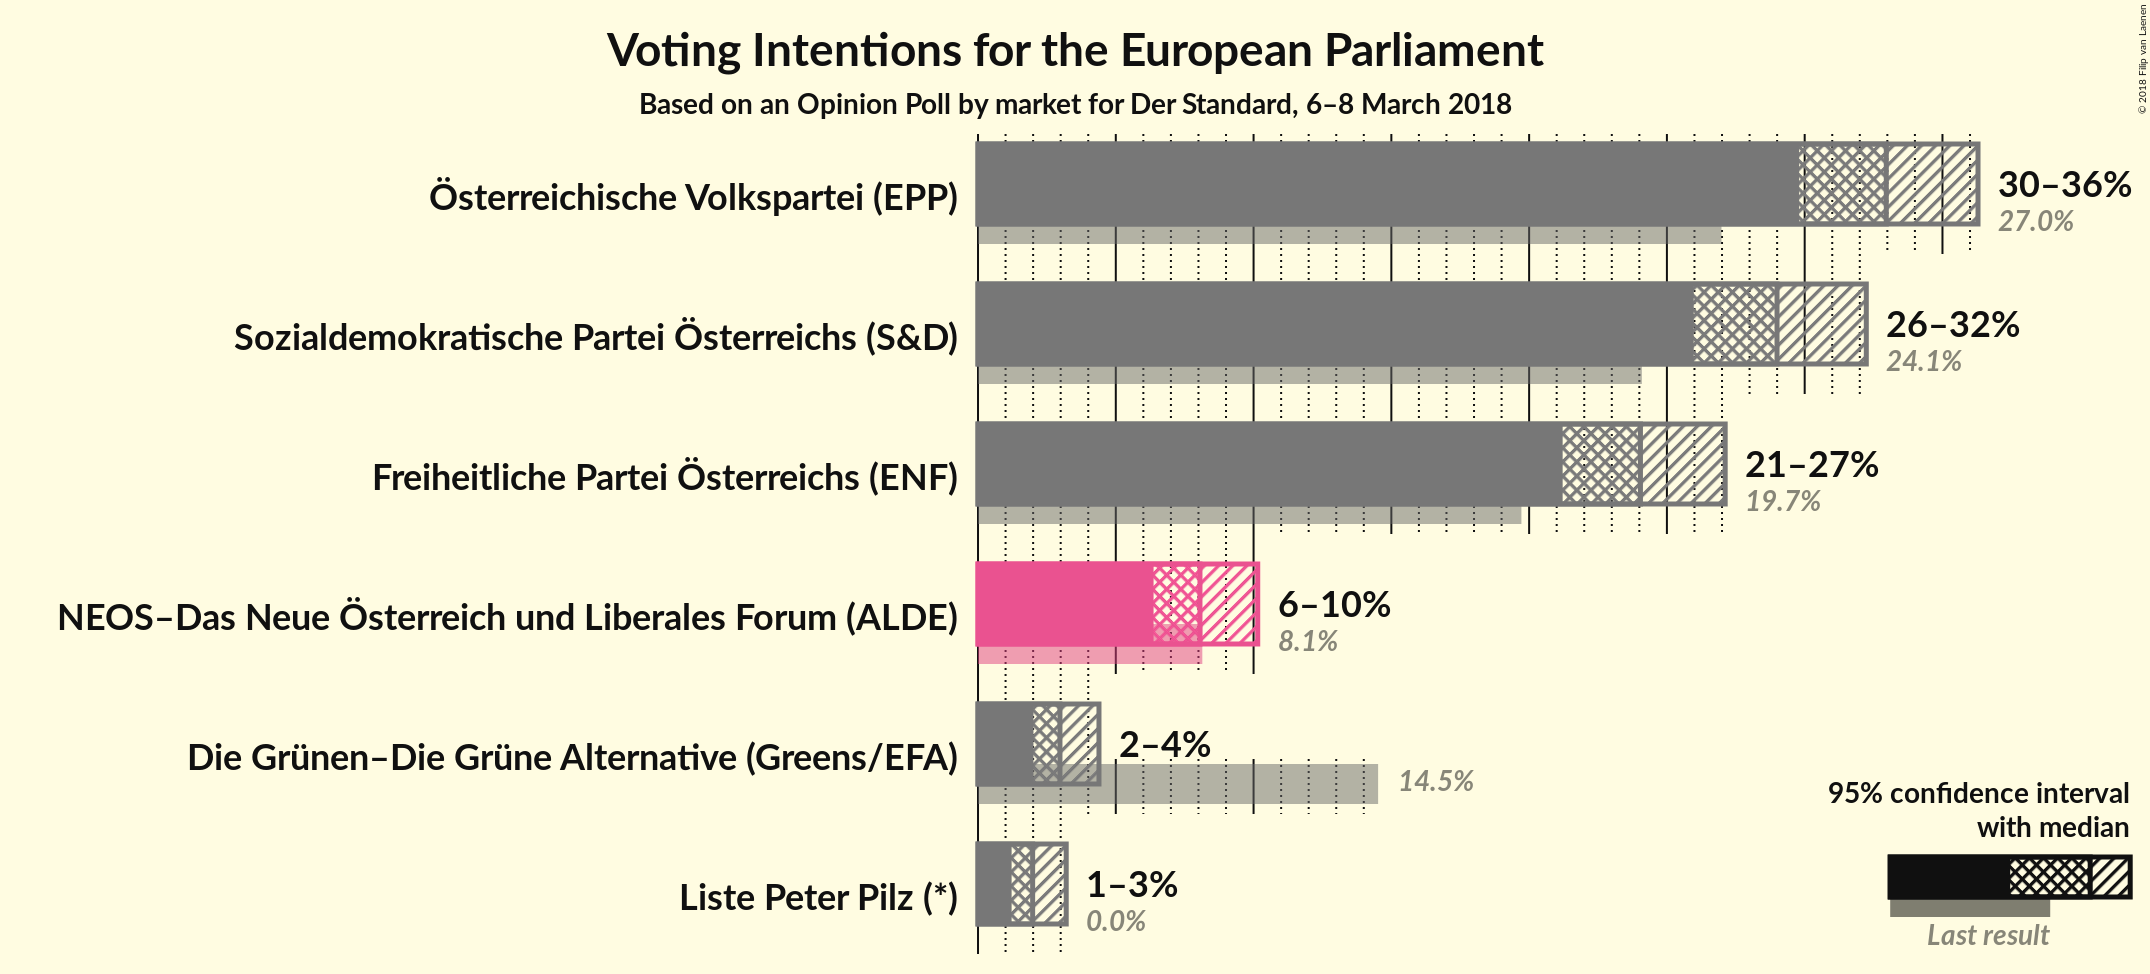 Voting Intentions for the European Parliament
Based on an Opinion Poll by market for Der Standard, 6–8 March 2018
© 2018 Filip van Laenen
Österreichische Volkspartei (EPP)
30–36%
27.0%
Sozialdemokratische Partei Österreichs (S&D)
26–32%
24.1%
Freiheitliche Partei Österreichs (ENF)
21–27%
19.7%
NEOS–Das Neue Österreich und Liberales Forum (ALDE)
6–10%
8.1%
Die Grünen–Die Grüne Alternative (Greens/EFA)
2–4%
14.5%
Liste Peter Pilz (*)
1–3%
0.0%
95% confidence interval
with median
Last result